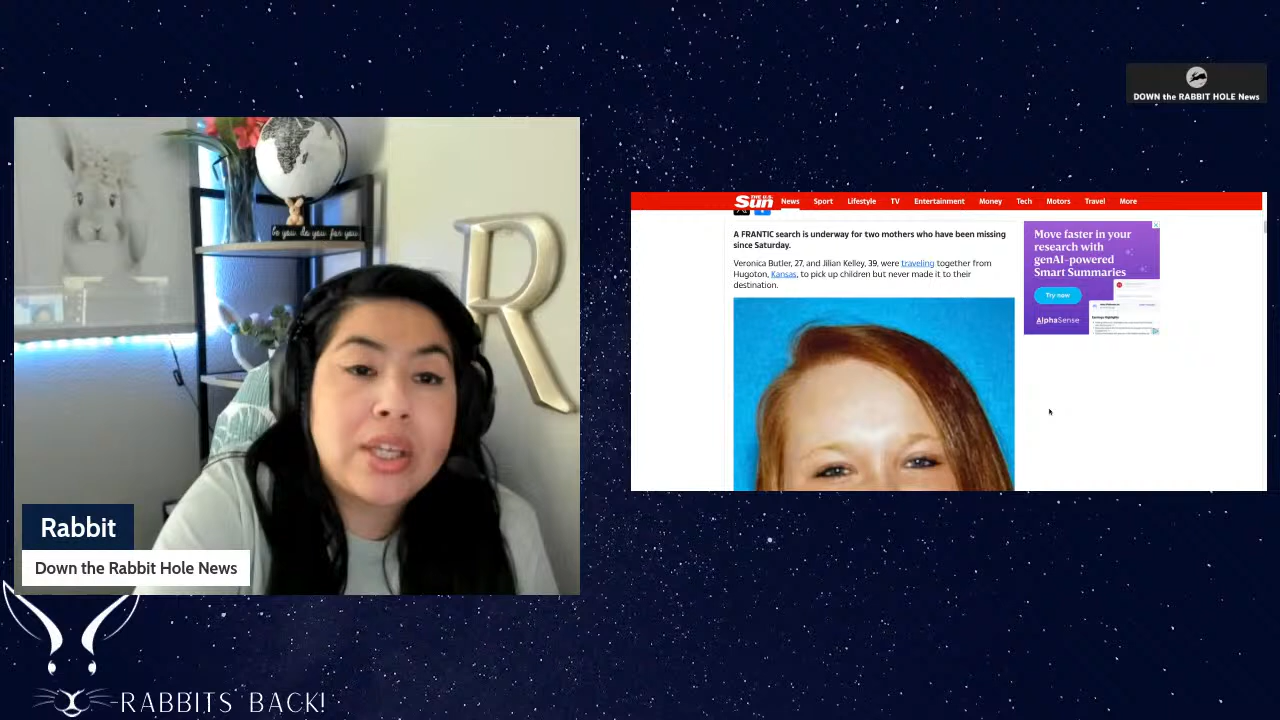 DOWN the RABBIT HOLE News
be you do you for you
THE U.S. Sun
News Sport Lifestyle TV Entertainment Money Tech Motors Travel More
A FRANTIC search is underway for two mothers who have been missing
since Saturday.
Veronica Butler, 27, and Jilian Kelley, 39, were traveling together from
Hugoton, Kansas, to pick up children but never made it to their
destination.
Move faster in your
research with
genAI-powered
Smart Summaries
Try now
AlphaSense
R
Rabbit
Down the Rabbit Hole News
RABBITS BACK!